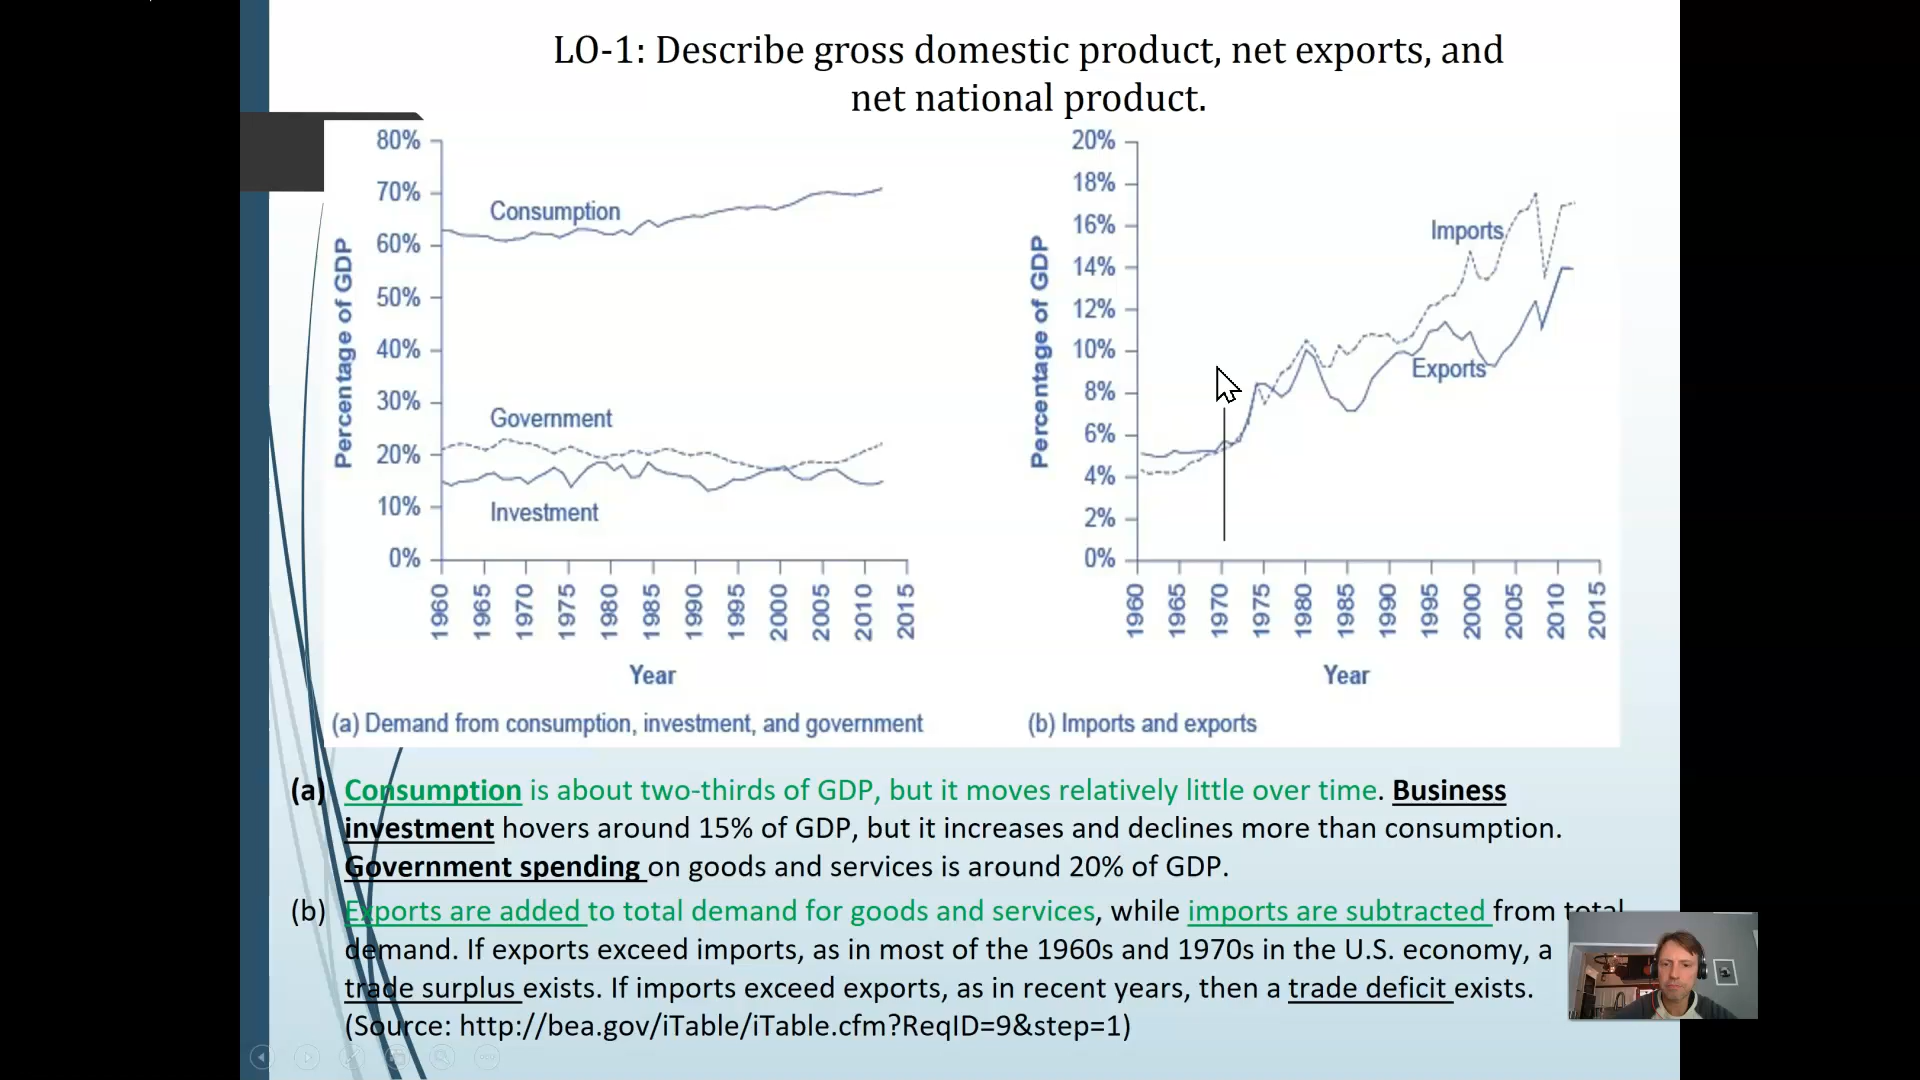 LO-1: Describe gross domestic product, net exports, and
net national product.
80%
70%
60%
50%
40%
30%
20%
10%
0%
Percentage of GDP
Consumption
Government
Investment
1960
1965
1970
1975
1980
1985
1990
1995
2000
2005
2010
2015
Year
(a) Demand from consumption, investment, and government
20%
18%
16%
14%
12%
10%
8%
6%
4%
2%
0%
Percentage of GDP
Imports
Exports
1960
1965
1970
1975
1980
1985
1990
1995
2000
2005
2010
2015
Year
(b) Imports and exports
(a) Consumption is about two-thirds of GDP, but it moves relatively little over time. Business
investment hovers around 15% of GDP, but it increases and declines more than consumption.
Government spending on goods and services is around 20% of GDP.
(b) Exports are added to total demand for goods and services, while imports are subtracted from total
demand. If exports exceed imports, as in most of the 1960s and 1970s in the U.S. economy, a
trade surplus exists. If imports exceed exports, as in recent years, then a trade deficit exists.
(Source: http://bea.gov/iTable/iTable.cfm?ReqID=9&step=1)